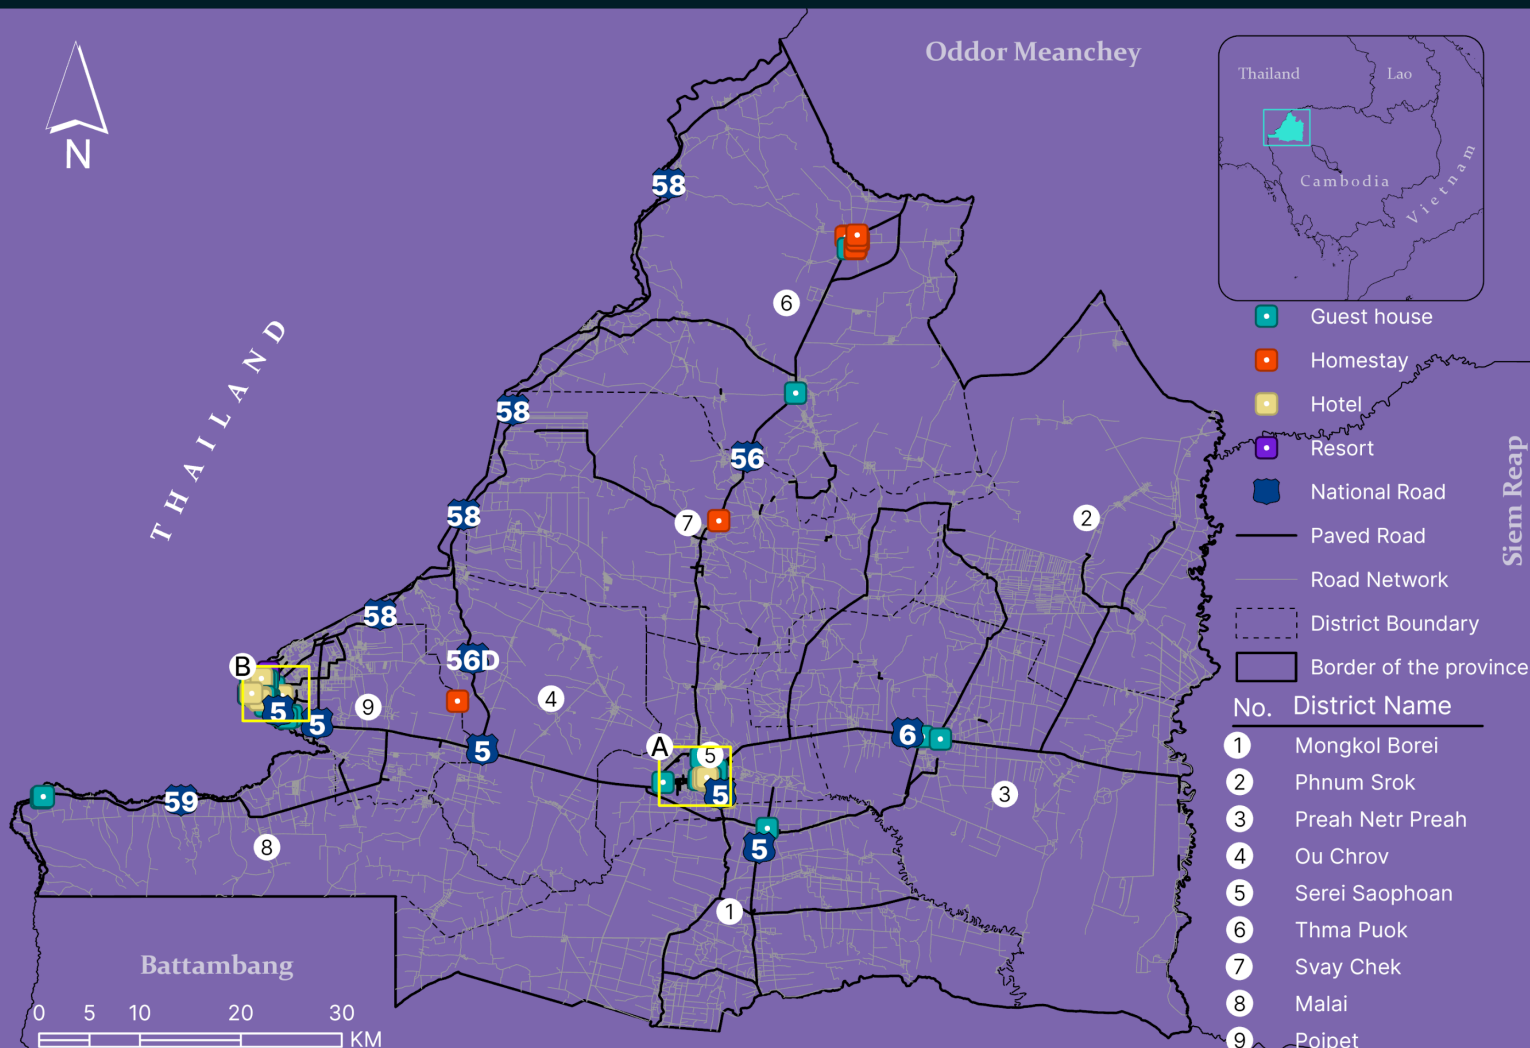 Oddor Meanchey
N
Thailand
Lao
Cambodia
Vietnam
THAILAND
Siem Reap
Battambang
58
58
58
58
56
56D
5
5
5
5
5
6
59
6
7
2
4
9
5
3
8
1
B
A
0 5 10 20 30
KM
Guest house
Homestay
Hotel
Resort
National Road
Paved Road
Road Network
District Boundary
Border of the province
No. District Name
1 Mongkol Borei
2 Phnum Srok
3 Preah Netr Preah
4 Ou Chrov
5 Serei Saophoan
6 Thma Puok
7 Svay Chek
8 Malai
9 Poipet